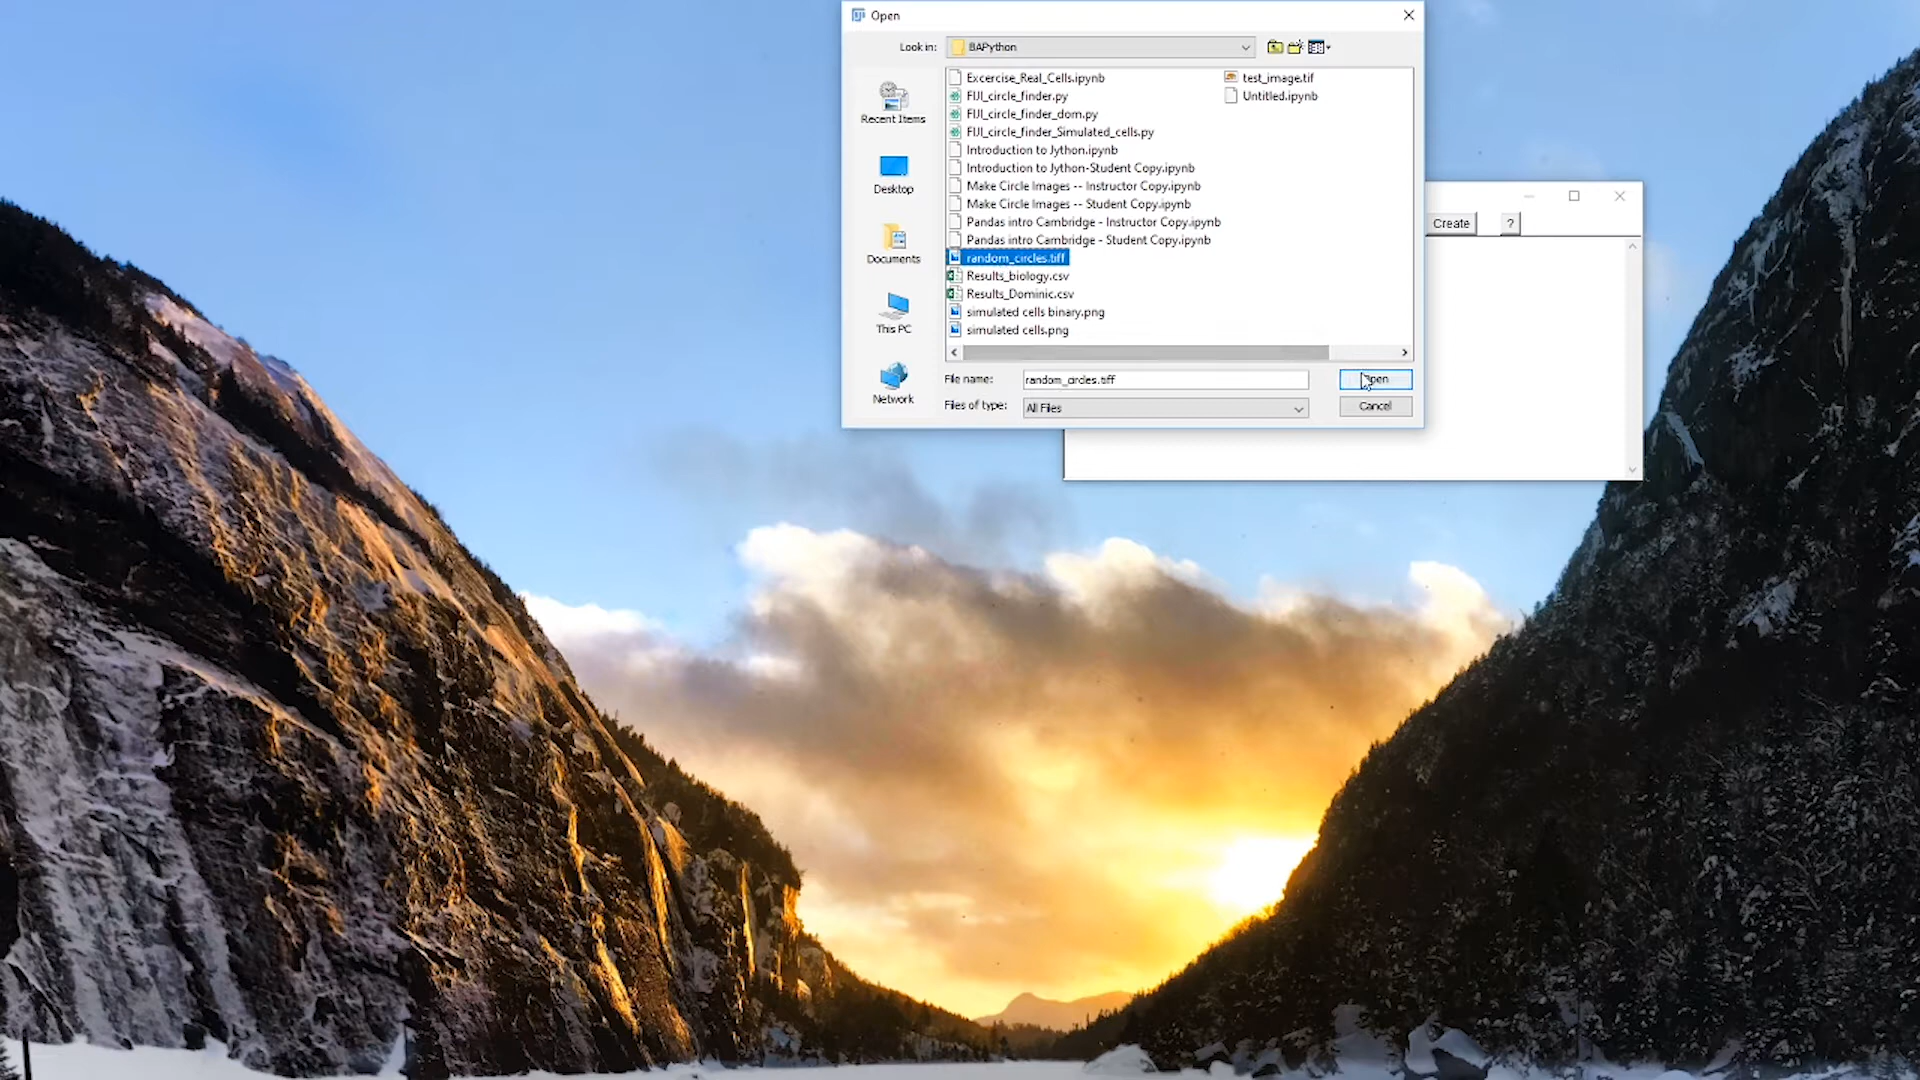 Open
Look in:
BAPython
Excercise_Real_Cells.ipynb
FIJI_circle_finder.py
FIJI_circle_finder_dom.py
FIJI_circle_finder_Simulated_cells.py
Introduction to Jython.ipynb
Introduction to Jython-Student Copy.ipynb
Make Circle Images -- Instructor Copy.ipynb
Make Circle Images -- Student Copy.ipynb
Pandas intro Cambridge - Instructor Copy.ipynb
Pandas intro Cambridge - Student Copy.ipynb
random_circles.tiff
Results_biology.csv
Results_Dominic.csv
simulated cells binary.png
simulated cells.png
test_image.tif
Untitled.ipynb
Recent Items
Desktop
Documents
This PC
Network
File name:
random_circles.tiff
Open
Files of type:
All Files
Cancel
Create
?